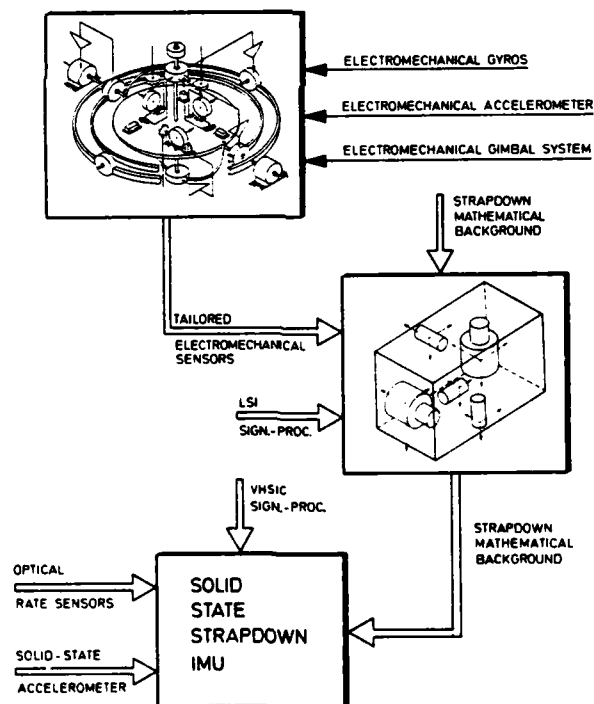 ELECTROMECHANICAL GYROS
ELECTROMECHANICAL ACCELEROMETER
ELECTROMECHANICAL GIMBAL SYSTEM
STRAPDOWN
MATHEMATICAL
BACKGROUND
TAILORED
ELECTROMECHANICAL
SENSORS
LSI
SIGN.-PROC.
VHSIC
SIGN.-PROC.
STRAPDOWN
MATHEMATICAL
BACKGROUND
OPTICAL
RATE SENSORS
SOLID-STATE
ACCELEROMETER
SOLID
STATE
STRAPDOWN
IMU